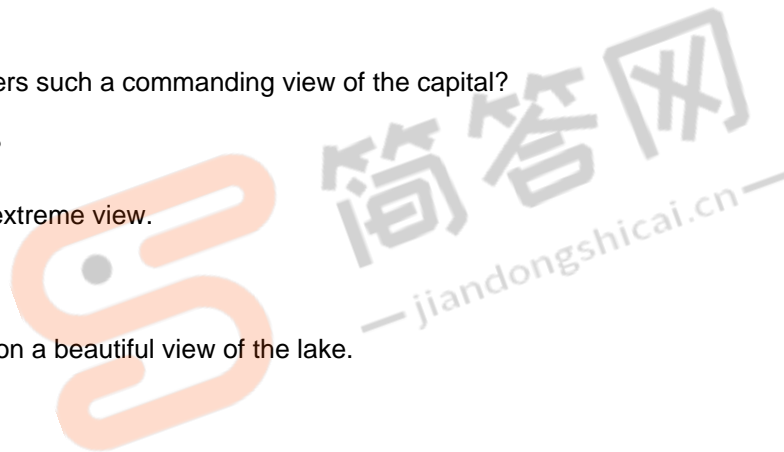 ers such a commanding view of the capital?
extreme view.
on a beautiful view of the lake.
简答网
jiandongshicai.cn